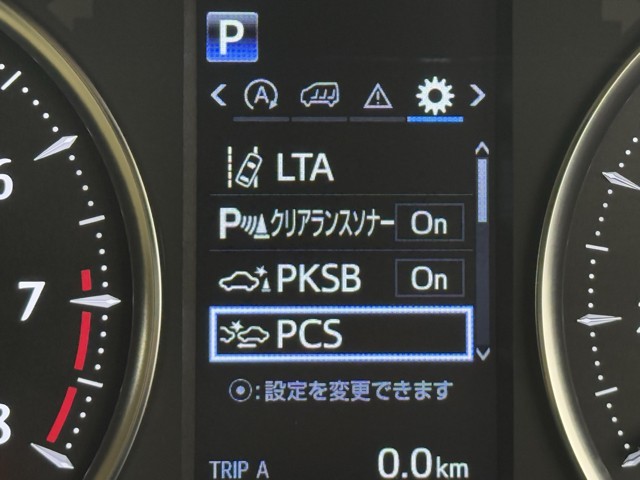 P
A
LTA
Pクリアランスソナー On
PKSB On
PCS
⦿:設定を変更できます
TRIP A 0.0km
6
7
8